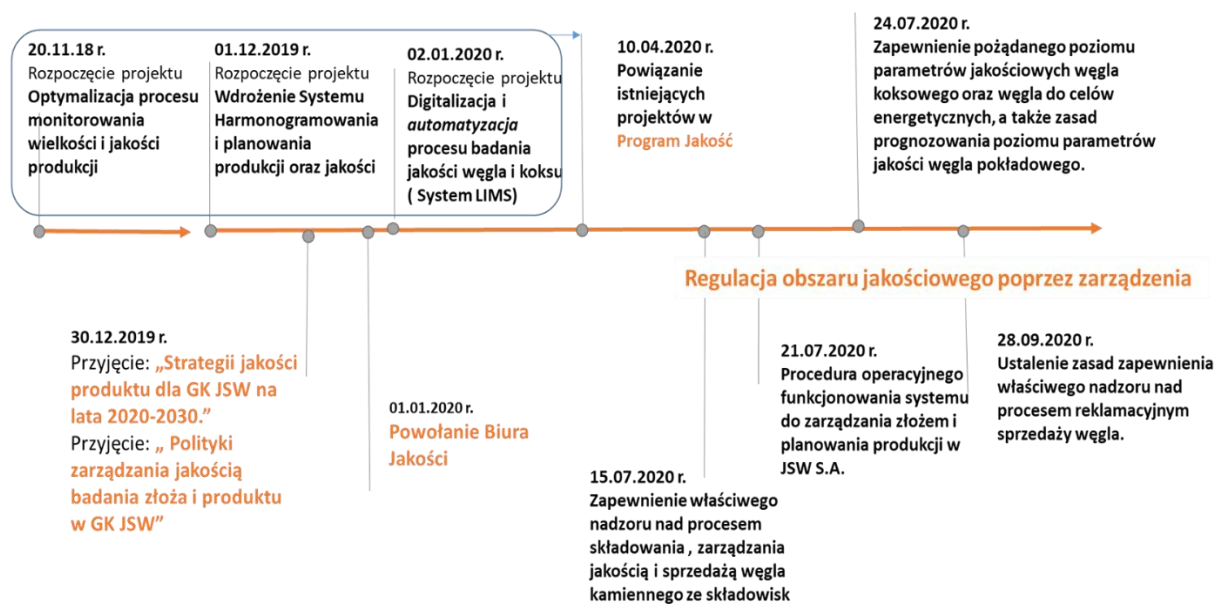 20.11.18 r.
Rozpoczęcie projektu
Optymalizacja procesu
monitorowania
wielkości i jakości
produkcji
01.12.2019 r.
Rozpoczęcie projektu
Wdrożenie Systemu
Harmonogramowania
i planowania
produkcji oraz jakości
02.01.2020 r.
Rozpoczęcie projektu
Digitalizacja i
automatyzacja
procesu badania
jakości węgla i koksu
( System LIMS)
10.04.2020 r.
Powiązanie
istniejących
projektów w
Program Jakość
24.07.2020 r.
Zapewnienie pożądanego poziomu
parametrów jakościowych węgla
koksowego oraz węgla do celów
energetycznych, a także zasad
prognozowania poziomu parametrów
jakości węgla pokładowego.
Regulacja obszaru jakościowego poprzez zarządzenia
30.12.2019 r.
Przyjęcie: „Strategii jakości
produktu dla GK JSW na
lata 2020-2030.”
Przyjęcie: „ Polityki
zarządzania jakością
badania złoża i produktu
w GK JSW”
01.01.2020 r.
Powołanie Biura
Jakości
15.07.2020 r.
Zapewnienie właściwego
nadzoru nad procesem
składowania , zarządzania
jakością i sprzedażą węgla
kamiennego ze składowisk
21.07.2020 r.
Procedura operacyjnego
funkcjonowania systemu
do zarządzania złożem i
planowania produkcji w
JSW S.A.
28.09.2020 r.
Ustalenie zasad zapewnienia
właściwego nadzoru nad
procesem reklamacyjnym
sprzedaży węgla.